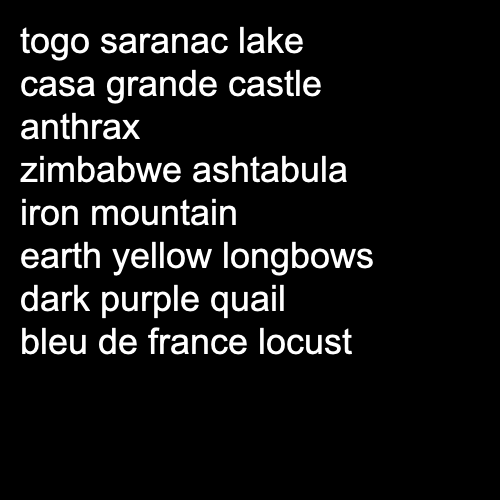 togo saranac lake
casa grande castle
anthrax
zimbabwe ashtabula
iron mountain
earth yellow longbows
dark purple quail
bleu de france locust